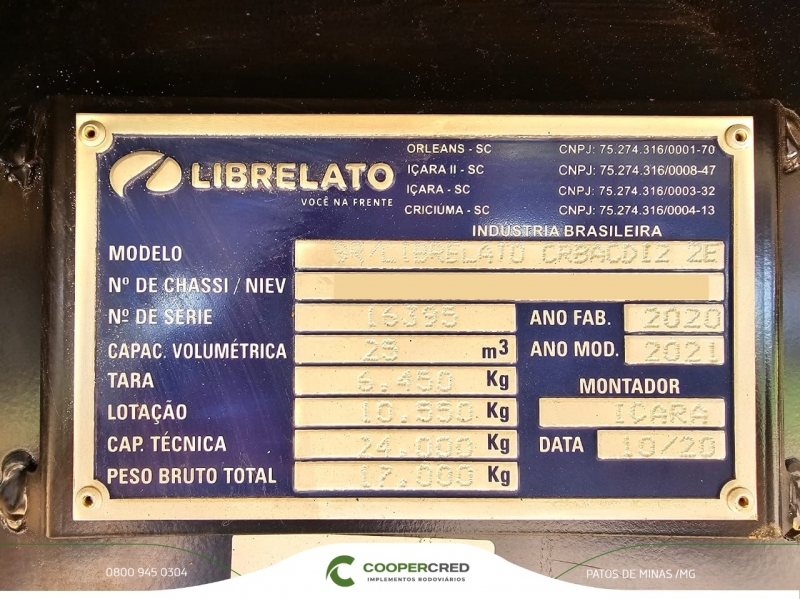 LIBRELATO
VOCÊ NA FRENTE
ORLEANS - SC CNPJ: 75.274.316/0001-70
IÇARA II - SC CNPJ: 75.274.316/0008-47
IÇARA - SC CNPJ: 75.274.316/0003-32
CRICIÚMA - SC CNPJ: 75.274.316/0004-13
INDÚSTRIA BRASILEIRA
MODELO SR/LIBRELATO CRBACDI2 2E
Nº DE CHASSI / NIEV
Nº DE SÉRIE 16395 ANO FAB. 2020
CAPAC. VOLUMÉTRICA 25 m³ ANO MOD. 2021
TARA 6.450 Kg
MONTADOR
LOTAÇÃO 10.550 Kg ICARA
CAP. TÉCNICA 24.000 Kg DATA 10/20
PESO BRUTO TOTAL 17.000 Kg
0800 945 0304
COOPERCRED
IMPLEMENTOS RODOVIÁRIOS
PATOS DE MINAS /MG